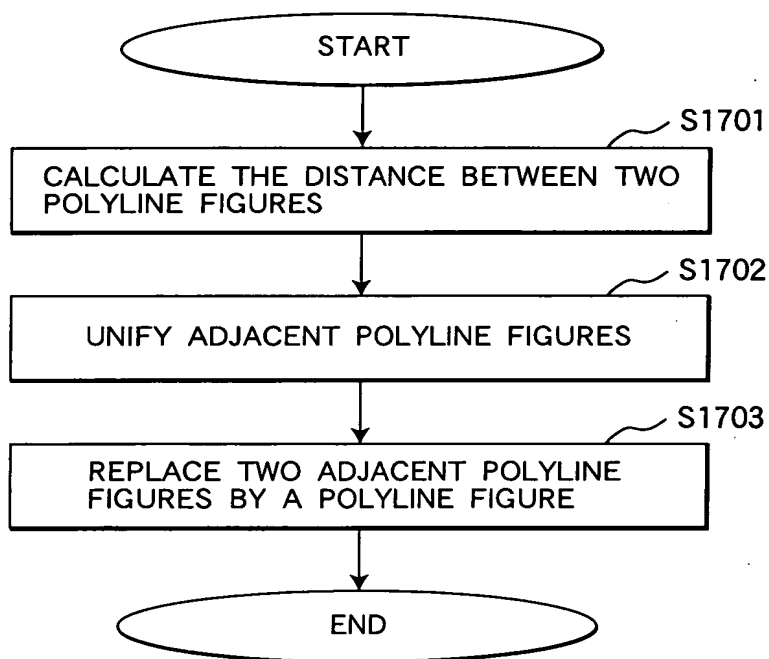 START
S1701
CALCULATE THE DISTANCE BETWEEN TWO
POLYLINE FIGURES
S1702
UNIFY ADJACENT POLYLINE FIGURES
S1703
REPLACE TWO ADJACENT POLYLINE
FIGURES BY A POLYLINE FIGURE
END